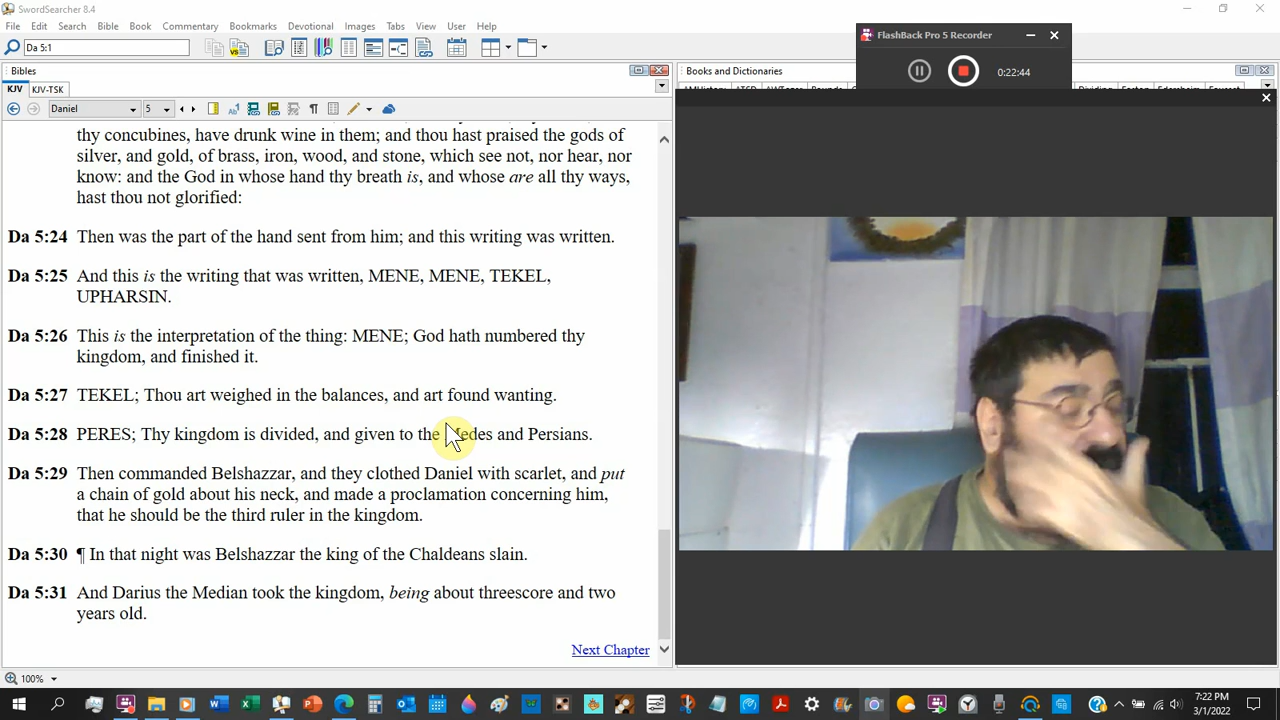 SwordSearcher 8.4
File Edit Search Bible Book Commentary Bookmarks Devotional Images Tabs View User Help
Da 5:1
FlashBack Pro 5 Recorder
0:22:44
Bibles
Books and Dictionaries
KJV KJV-TSK
Daniel 5
thy concubines, have drunk wine in them; and thou hast praised the gods of
silver, and gold, of brass, iron, wood, and stone, which see not, nor hear, nor
know: and the God in whose hand thy breath is, and whose are all thy ways,
hast thou not glorified:
Da 5:24 Then was the part of the hand sent from him; and this writing was written.
Da 5:25 And this is the writing that was written, MENE, MENE, TEKEL,
UPHARSIN.
Da 5:26 This is the interpretation of the thing: MENE; God hath numbered thy
kingdom, and finished it.
Da 5:27 TEKEL; Thou art weighed in the balances, and art found wanting.
Da 5:28 PERES; Thy kingdom is divided, and given to the Medes and Persians.
Da 5:29 Then commanded Belshazzar, and they clothed Daniel with scarlet, and put
a chain of gold about his neck, and made a proclamation concerning him,
that he should be the third ruler in the kingdom.
Da 5:30 ¶ In that night was Belshazzar the king of the Chaldeans slain.
Da 5:31 And Darius the Median took the kingdom, being about threescore and two
years old.
Next Chapter
100%
7:22 PM
3/1/2022